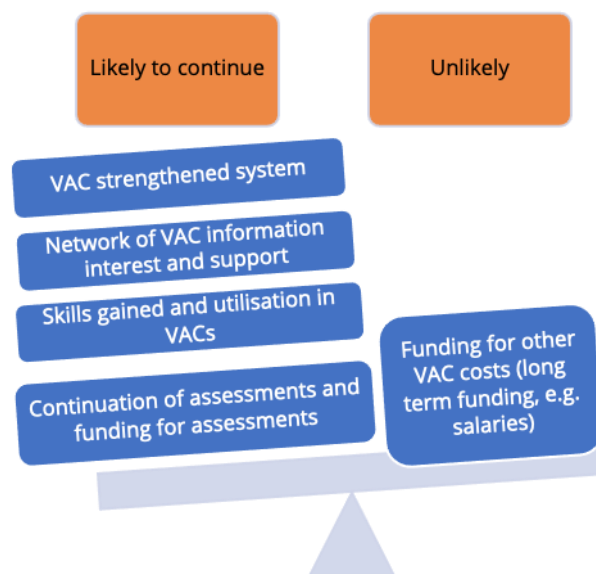 Likely to continue
Unlikely
VAC strengthened system
Network of VAC information
interest and support
Skills gained and utilisation in
VACs
Continuation of assessments and
funding for assessments
Funding for other
VAC costs (long
term funding, e.g.
salaries)